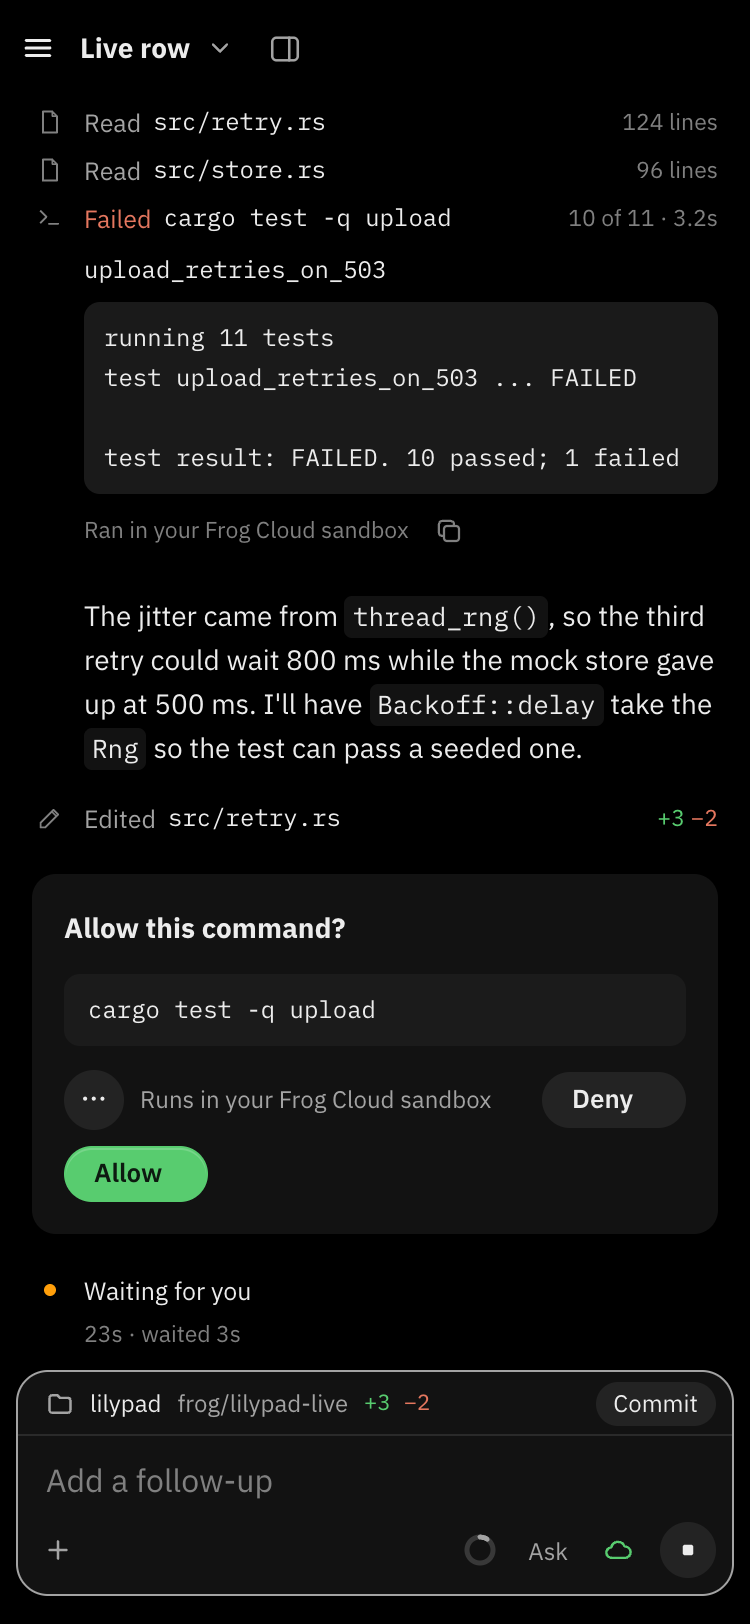 Live row
Read src/retry.rs 124 lines
Read src/store.rs 96 lines
Failed cargo test -q upload 10 of 11 · 3.2s
upload_retries_on_503
running 11 tests
test upload_retries_on_503 ... FAILED
test result: FAILED. 10 passed; 1 failed
Ran in your Frog Cloud sandbox
The jitter came from thread_rng(), so the third
retry could wait 800 ms while the mock store gave
up at 500 ms. I'll have Backoff::delay take the
Rng so the test can pass a seeded one.
Edited src/retry.rs +3 −2
Allow this command?
cargo test -q upload
Runs in your Frog Cloud sandbox Deny
Allow
Waiting for you
23s · waited 3s
lilypad frog/lilypad-live +3 −2 Commit
Add a follow-up
Ask